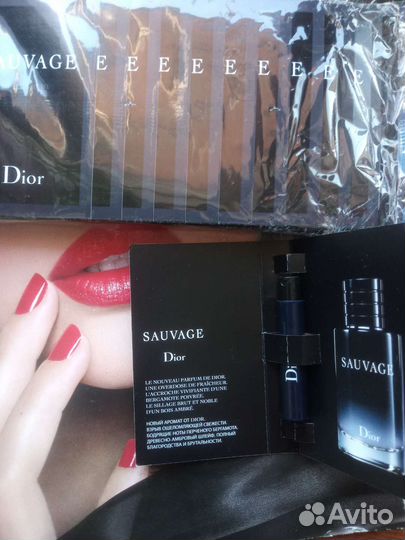 SAUVAGE E E E E E E E E
Dior
SAUVAGE
Dior
LE NOUVEAU PARFUM DE DIOR.
UNE OVERDOSE DE FRAÎCHEUR.
L'ACCROCHE VIVIFIANTE D'UNE
BERGAMOTE POIVRÉE.
LE SILLAGE BRUT ET NOBLE
D'UN BOIS AMBRÉ.
НОВЫЙ АРОМАТ ОТ DIOR.
ВЗРЫВ ОШЕЛОМЛЯЮЩЕЙ СВЕЖЕСТИ.
БОДРЯЩИЕ НОТЫ ПЕРЧЕНОГО БЕРГАМОТА.
ДРЕВЕСНО-АМБРОВЫЙ ШЛЕЙФ, ПОЛНЫЙ
БЛАГОРОДСТВА И БРУТАЛЬНОСТИ.
Dior
SAUVAGE
Dior
Avito